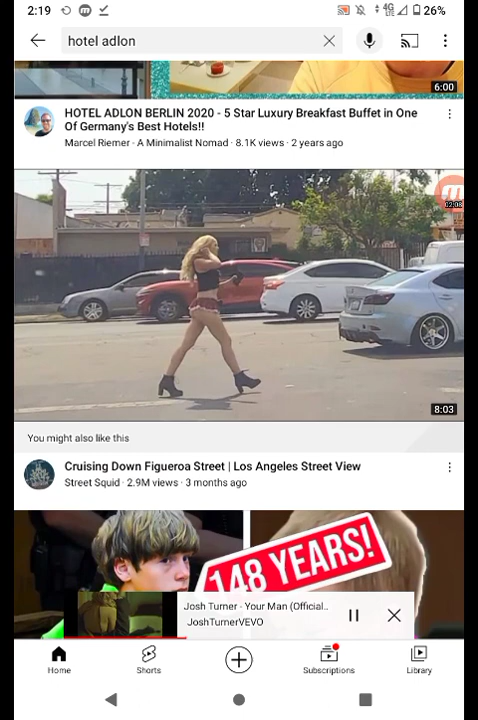 2:19
4G
26%
hotel adlon
6:00
HOTEL ADLON BERLIN 2020 - 5 Star Luxury Breakfast Buffet in One
Of Germany's Best Hotels!!
Marcel Riemer · A Minimalist Nomad · 8.1K views · 2 years ago
02:08
8:03
You might also like this
Cruising Down Figueroa Street | Los Angeles Street View
Street Squid · 2.9M views · 3 months ago
148 YEARS!
Josh Turner - Your Man (Official..
JoshTurnerVEVO
Home
Shorts
Subscriptions
Library